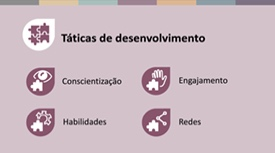 Táticas de desenvolvimento
Conscientização
Engajamento
Habilidades
Redes